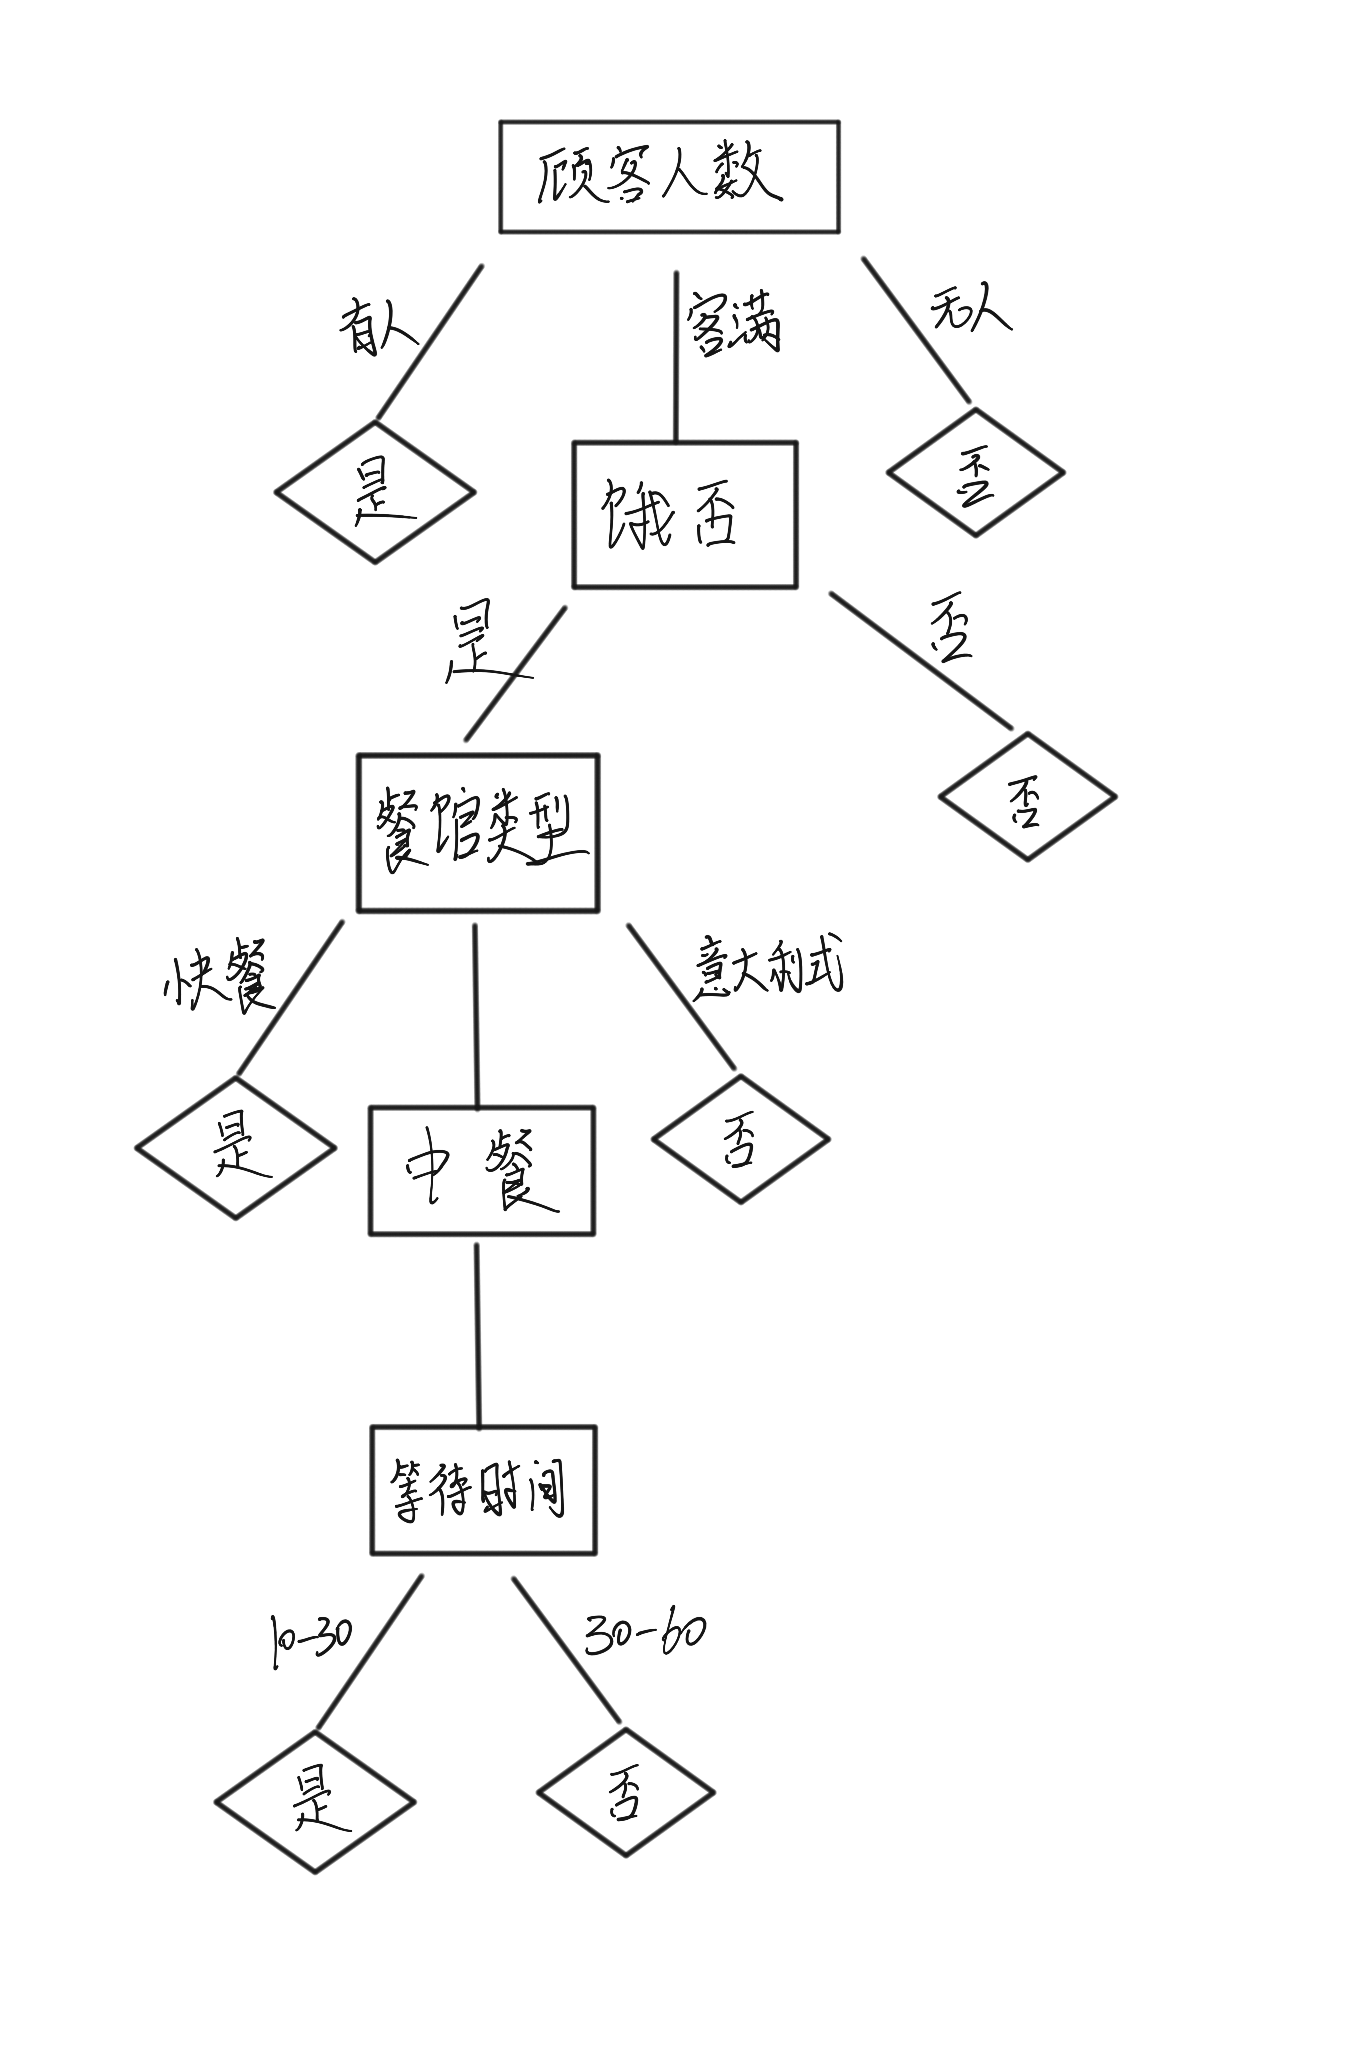 顾客人数
有人
客满
无人
是
饿否
否
是
否
餐馆类型
否
快餐
意大利式
是
中餐
否
等待时间
10-30
30-60
是
否